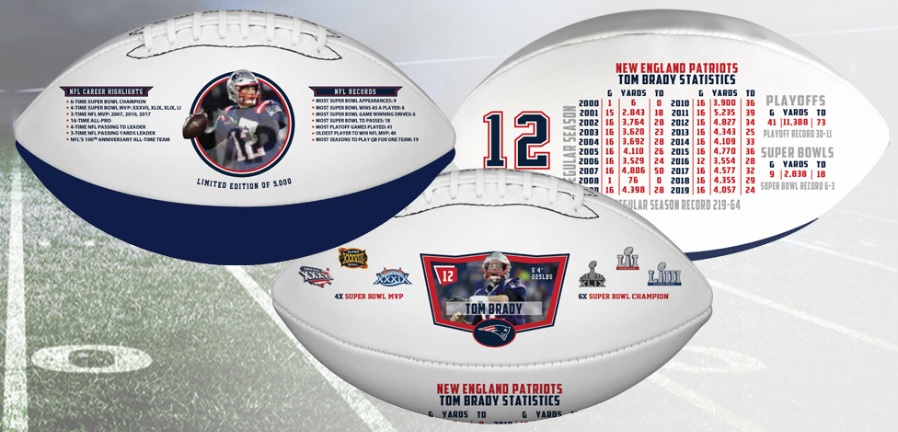 NFL CAREER HIGHLIGHTS
• 6-TIME SUPER BOWL CHAMPION
• 4-TIME SUPER BOWL MVP: XXXVI, XXXVIII, XLIX, LI
• 3-TIME NFL MVP: 2007, 2010, 2017
• 14-TIME ALL-PRO
• 4-TIME NFL PASSING TD LEADER
• 3-TIME NFL PASSING YARDS LEADER
• NFL'S 100TH ANNIVERSARY ALL-TIME TEAM
12
NFL RECORDS
• MOST SUPER BOWL APPEARANCES: 9
• MOST SUPER BOWL WINS AS A PLAYER: 6
• MOST SUPER BOWL GAME WINNING DRIVES: 6
• MOST SUPER BOWL TD PASSES: 18
• MOST PLAYOFF GAMES PLAYED: 41
• OLDEST PLAYER TO WIN NFL MVP: 40
• MOST SEASONS TO PLAY QB FOR ONE TEAM: 19
LIMITED EDITION OF 5,000
NEW ENGLAND PATRIOTS
TOM BRADY STATISTICS
12
EGULAR SEASON
G YARDS TD G YARDS TD
2000 1 6 0 2010 16 3,900 36
2001 15 2,843 18 2011 16 5,235 39
2002 16 3,764 28 2012 16 4,827 34
2003 16 3,620 23 2013 16 4,343 25
2004 16 3,692 28 2014 16 4,109 33
2005 16 4,110 26 2015 16 4,770 36
2006 16 3,529 24 2016 12 3,554 28
2007 16 4,806 50 2017 16 4,577 32
2008 1 76 0 2018 16 4,355 29
16 4,398 28 2019 16 4,057 24
GULAR SEASON RECORD 219-64
PLAYOFFS
G YARDS TD
41 11,388 73
PLAYOFF RECORD 30-11
SUPER BOWLS
G YARDS TD
9 2,838 18
SUPER BOWL RECORD 6-3
XXXVI
SUPER BOWL
XXXVIII
XXXIX
4X SUPER BOWL MVP
12
6'4"
225LBS
TOM BRADY
XLIX
LI
LIII
6X SUPER BOWL CHAMPION
NEW ENGLAND PATRIOTS
TOM BRADY STATISTICS
G YARDS TD G YARDS
0